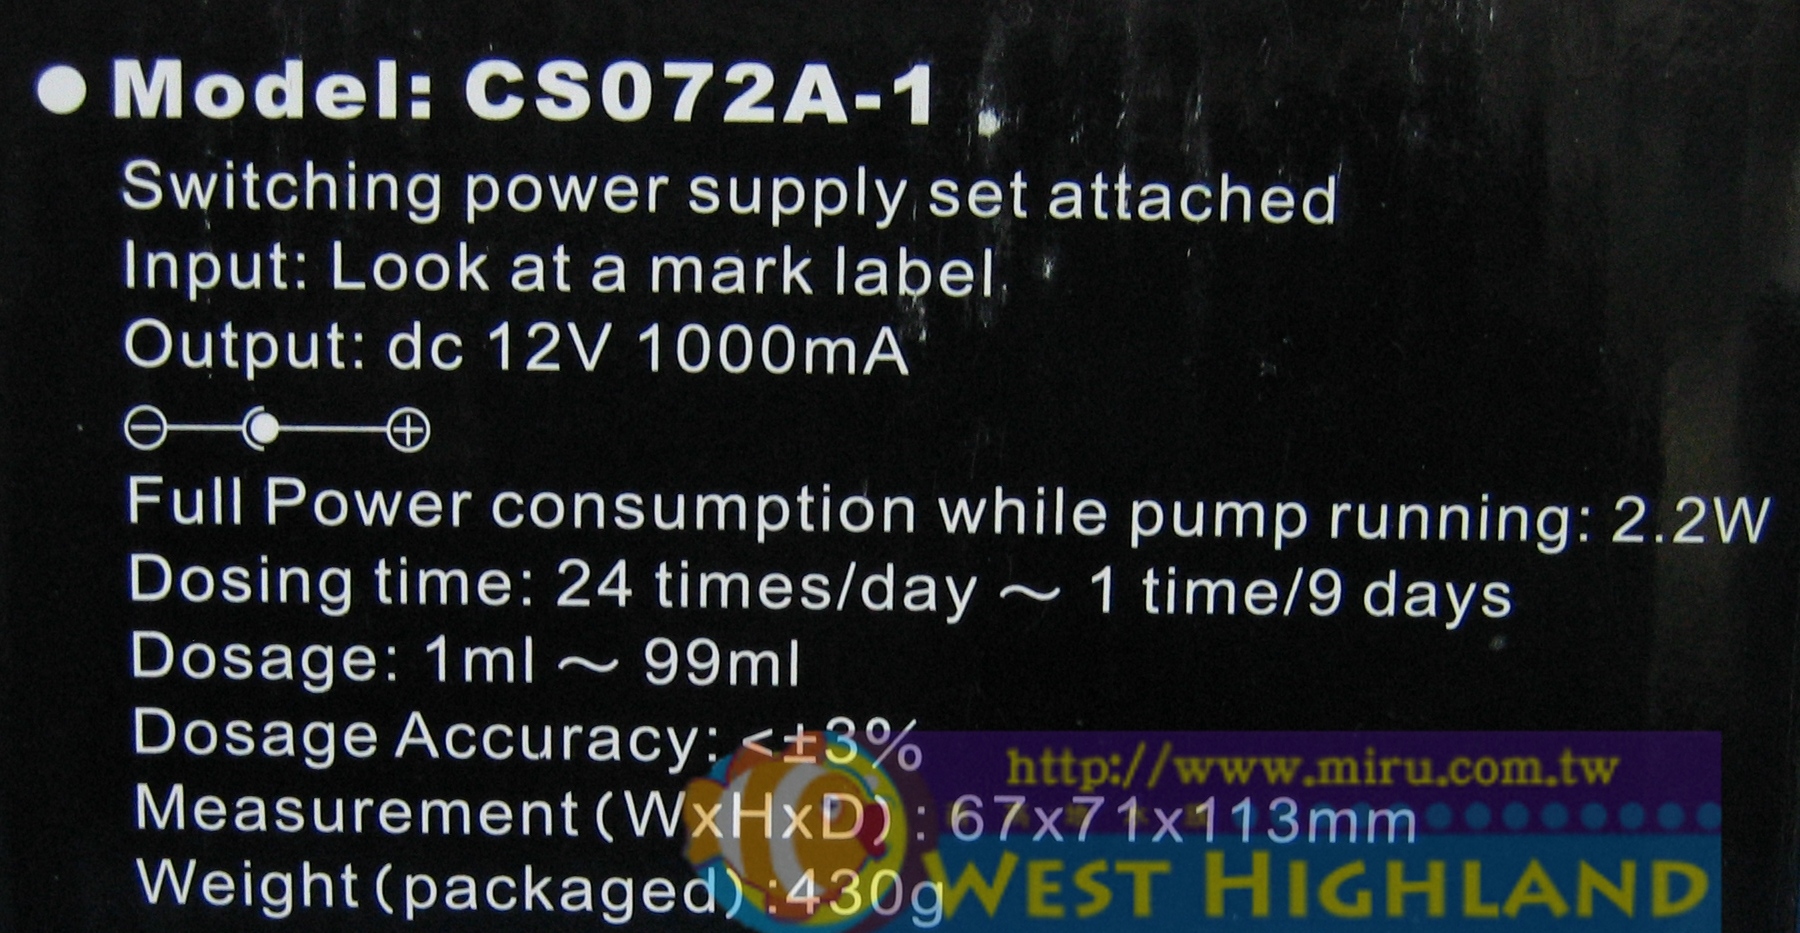 ● Model: CS072A-1
Switching power supply set attached
Input: Look at a mark label
Output: dc 12V 1000mA
Full Power consumption while pump running: 2.2W
Dosing time: 24 times/day ~ 1 time/9 days
Dosage: 1ml ~ 99ml
Dosage Accuracy: <±3%
Measurement(WxHxD): 67x71x113mm
Weight(packaged):430g
http://www.miru.com.tw
WEST HIGHLAND